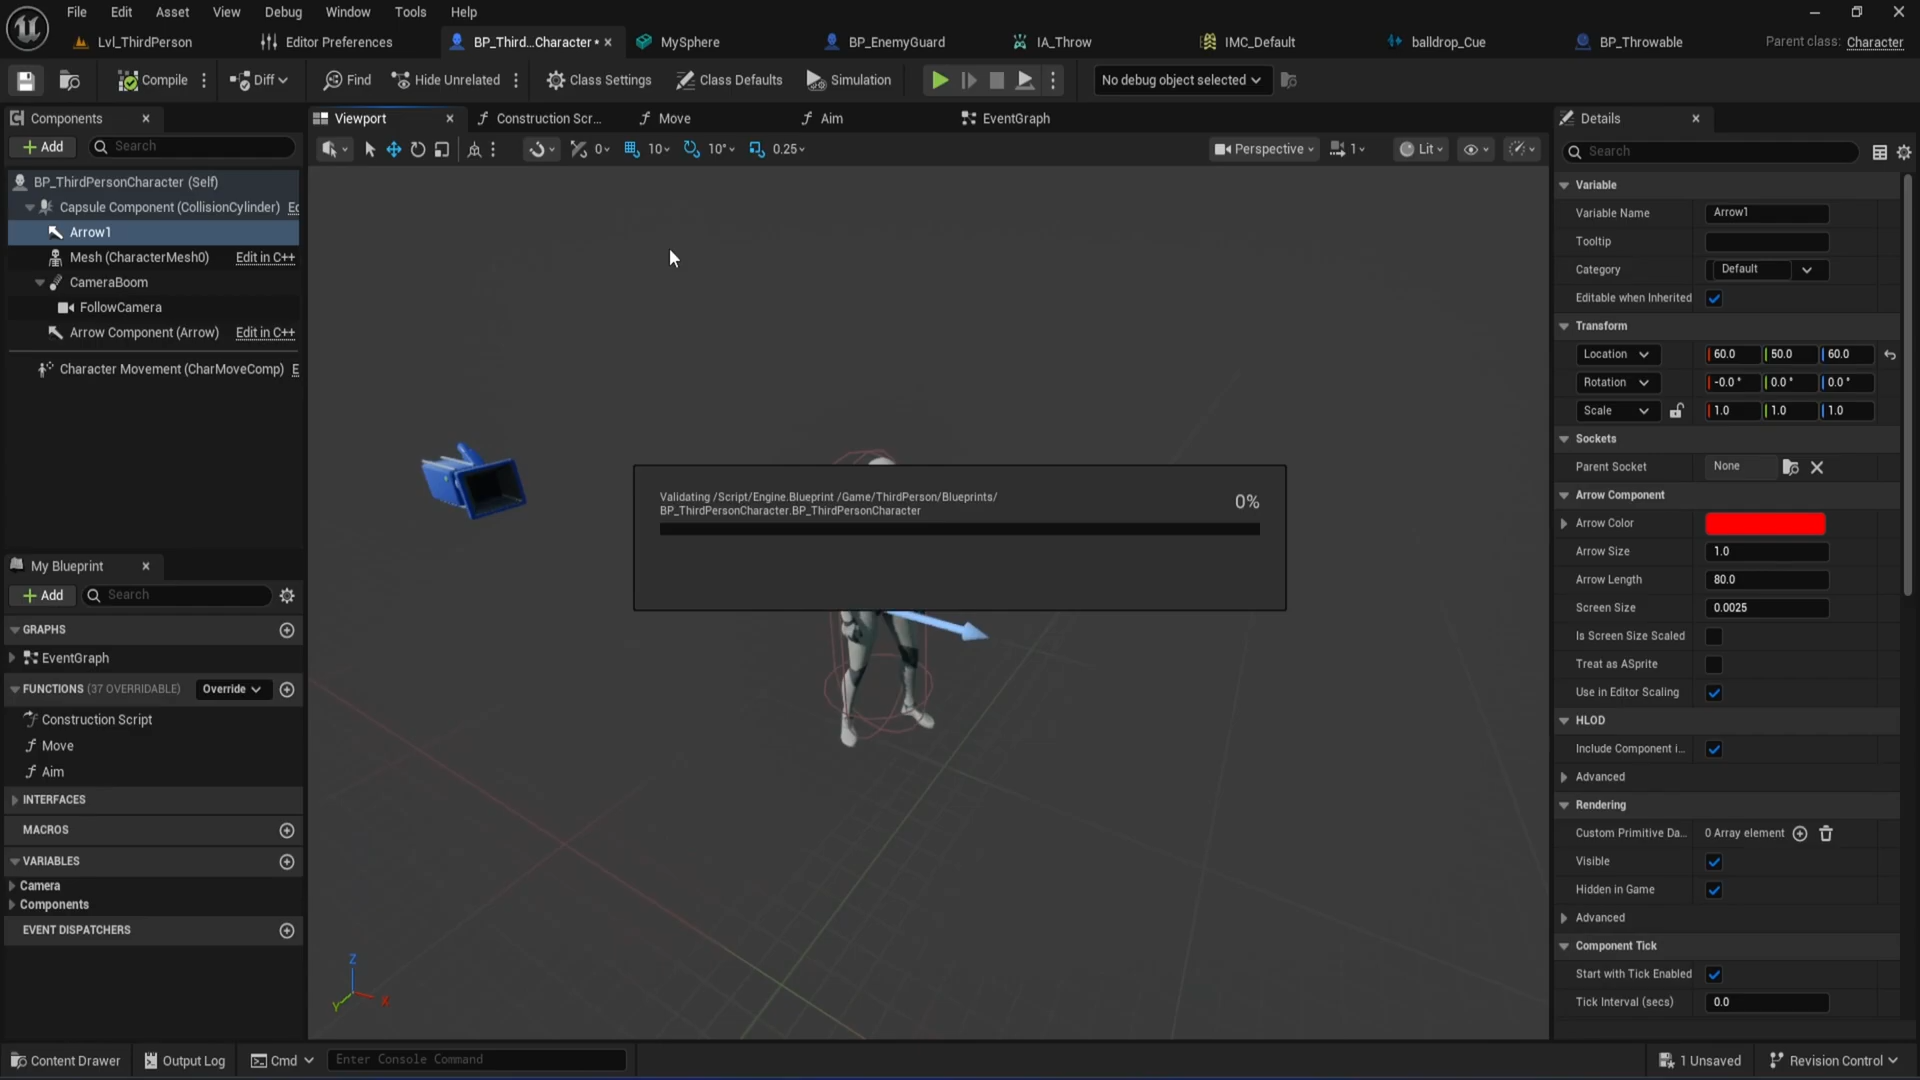 File Edit Asset View Debug Window Tools Help
Lvl_ThirdPerson Editor Preferences BP_Third...Character • MySphere BP_EnemyGuard IA_Throw IMC_Default balldrop_Cue BP_Throwable Parent class: Character
Compile Diff Find Hide Unrelated Class Settings Class Defaults Simulation No debug object selected
Components
Add Search
BP_ThirdPersonCharacter (Self)
Capsule Component (CollisionCylinder)
Arrow1
Mesh (CharacterMesh0) Edit in C++
CameraBoom
FollowCamera
Arrow Component (Arrow) Edit in C++
Character Movement (CharMoveComp) E
My Blueprint
Add Search
GRAPHS
EventGraph
FUNCTIONS (37 OVERRIDABLE) Override
Construction Script
Move
Aim
INTERFACES
MACROS
VARIABLES
Camera
Components
EVENT DISPATCHERS
Viewport Construction Scr... Move Aim EventGraph
0 10 10° 0.25 Perspective 1 Lit
Validating /Script/Engine.Blueprint /Game/ThirdPerson/Blueprints/
BP_ThirdPersonCharacter.BP_ThirdPersonCharacter
0%
Z
Y X
Details
Search
Variable
Variable Name Arrow1
Tooltip
Category Default
Editable when Inherited
Transform
Location 60.0 50.0 60.0
Rotation -0.0 ° 0.0 ° 0.0 °
Scale 1.0 1.0 1.0
Sockets
Parent Socket None
Arrow Component
Arrow Color
Arrow Size 1.0
Arrow Length 80.0
Screen Size 0.0025
Is Screen Size Scaled
Treat as ASprite
Use in Editor Scaling
HLOD
Include Component i...
Advanced
Rendering
Custom Primitive Da... 0 Array element
Visible
Hidden in Game
Advanced
Component Tick
Start with Tick Enabled
Tick Interval (secs) 0.0
Content Drawer Output Log Cmd Enter Console Command 1 Unsaved Revision Control